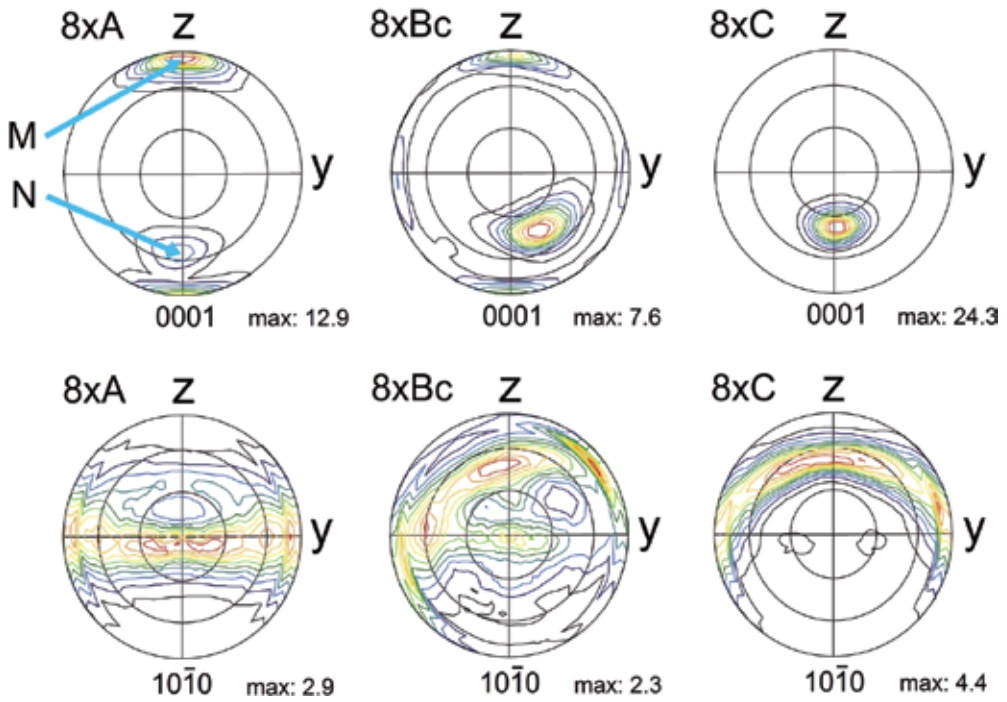 8xA Z
8xBc Z
8xC Z
M
N
y
y
y
0001 max: 12.9
0001 max: 7.6
0001 max: 24.3
8xA Z
8xBc Z
8xC Z
y
y
y
101̄0 max: 2.9
101̄0 max: 2.3
101̄0 max: 4.4